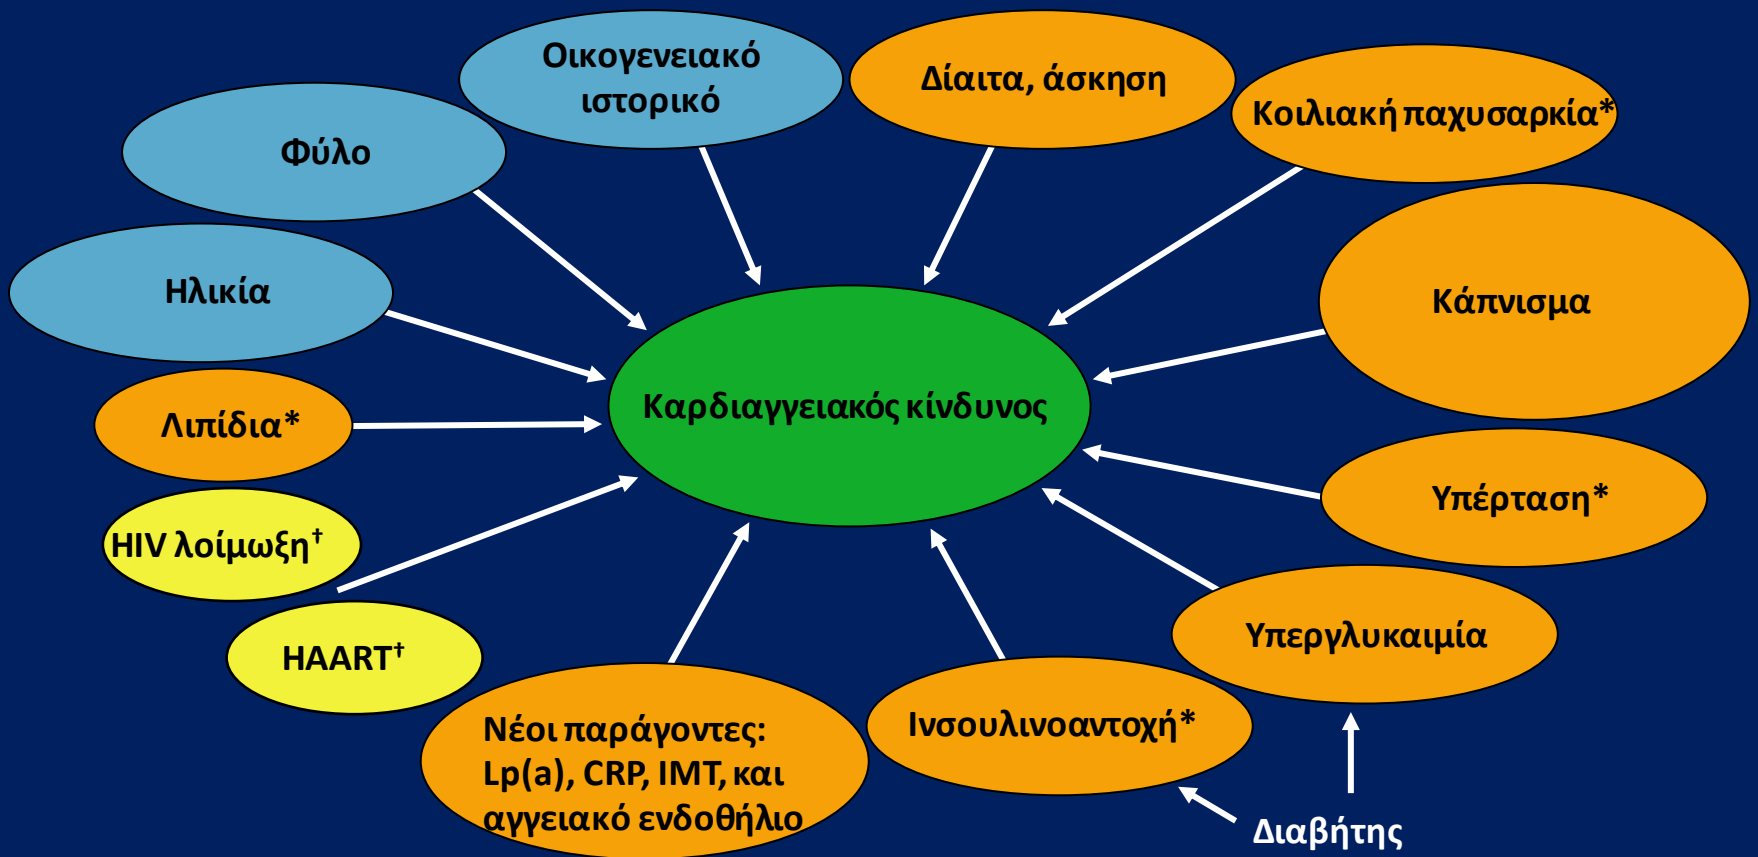 Οικογενειακό
ιστορικό
Δίαιτα, άσκηση
Κοιλιακή παχυσαρκία*
Φύλο
Ηλικία
Κάπνισμα
Καρδιαγγειακός κίνδυνος
Λιπίδια*
Υπέρταση*
HIV λοίμωξη†
HAART†
Υπεργλυκαιμία
Ινσουλινοαντοχή*
Νέοι παράγοντες:
Lp(a), CRP, IMT, και
αγγειακό ενδοθήλιο
Διαβήτης